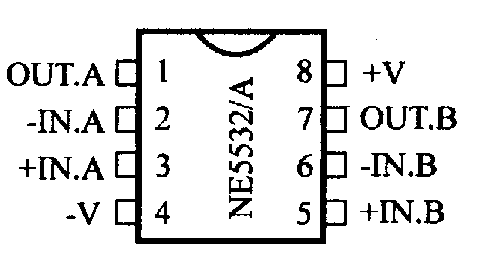 OUT.A 1 8 +V
-IN.A 2 7 OUT.B
+IN.A 3 6 -IN.B
-V 4 5 +IN.B
NE5532/A